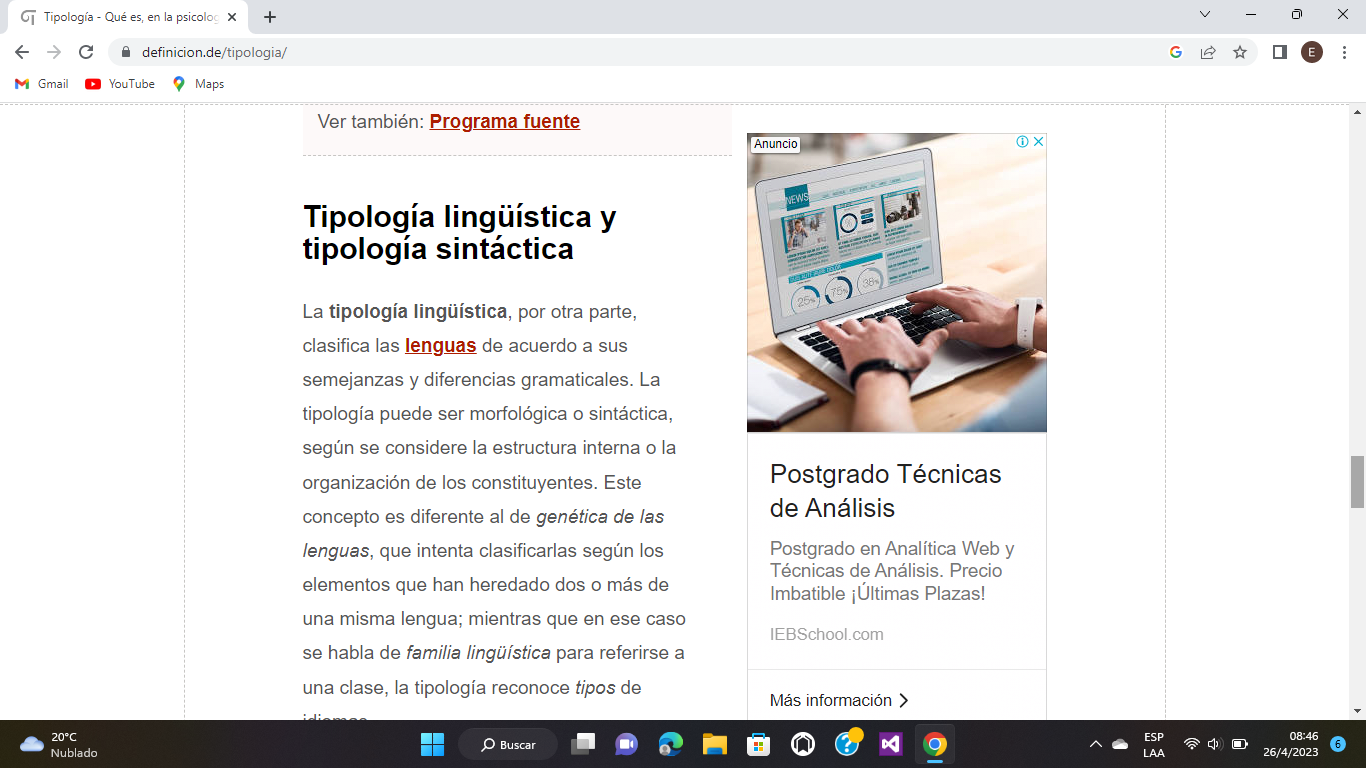 Tipología - Qué es, en la psicolog
definicion.de/tipologia/
E
Gmail
YouTube
Maps
Ver también: Programa fuente
Tipología lingüística y
tipología sintáctica
La tipología lingüística, por otra parte,
clasifica las lenguas de acuerdo a sus
semejanzas y diferencias gramaticales. La
tipología puede ser morfológica o sintáctica,
según se considere la estructura interna o la
organización de los constituyentes. Este
concepto es diferente al de genética de las
lenguas, que intenta clasificarlas según los
elementos que han heredado dos o más de
una misma lengua; mientras que en ese caso
se habla de familia lingüística para referirse a
una clase, la tipología reconoce tipos de
idiomas
Anuncio
NEWS
25%
75%
38%
Postgrado Técnicas
de Análisis
Postgrado en Analítica Web y
Técnicas de Análisis. Precio
Imbatible ¡Últimas Plazas!
IEBSchool.com
Más información
20°C
Nublado
Buscar
ESP
LAA
08:46
26/4/2023
6